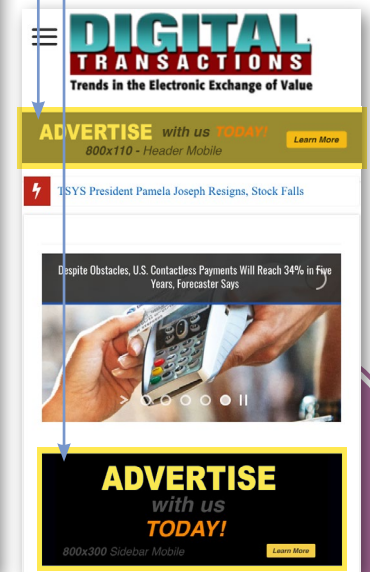 DIGITAL
TRANSACTIONS
Trends in the Electronic Exchange of Value
ADVERTISE with us TODAY!
800x110 - Header Mobile
Learn More
TSYS President Pamela Joseph Resigns, Stock Falls
Despite Obstacles, U.S. Contactless Payments Will Reach 34% in Five
Years, Forecaster Says
ADVERTISE
with us
TODAY!
800x300 Sidebar Mobile
Learn More